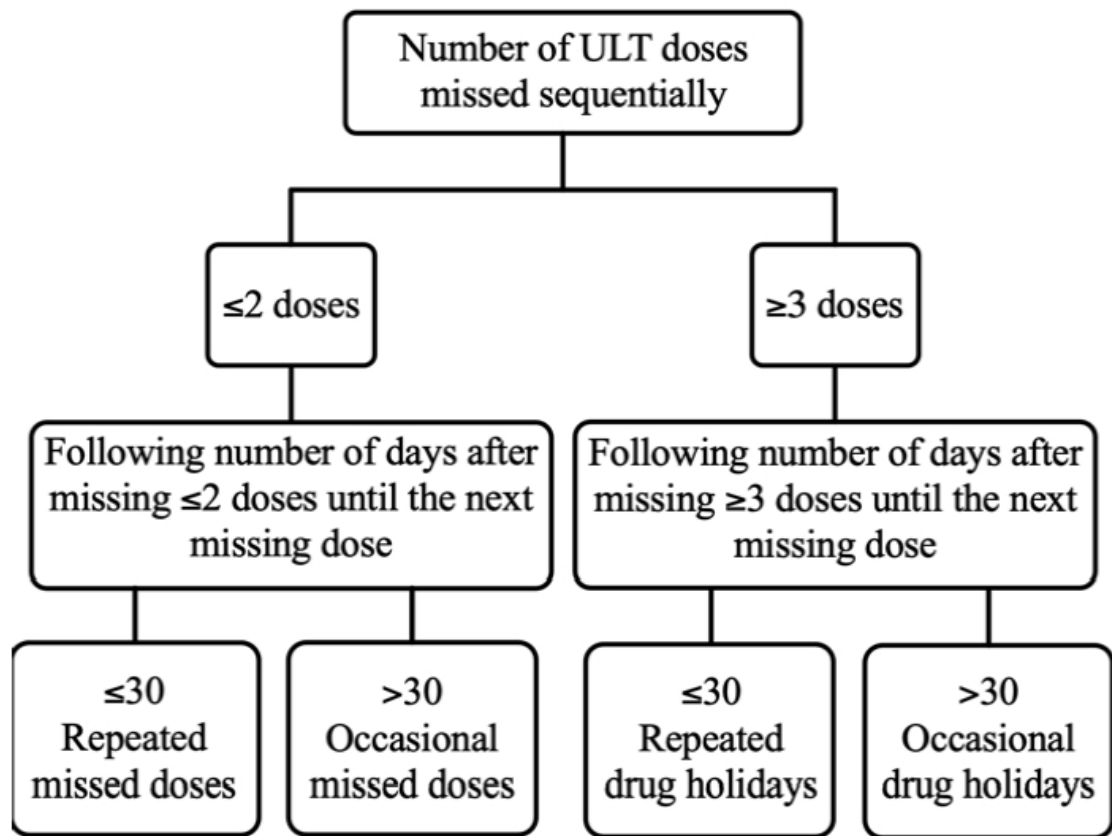 Number of ULT doses
missed sequentially
≤2 doses
≥3 doses
Following number of days after
missing ≤2 doses until the next
missing dose
Following number of days after
missing ≥3 doses until the next
missing dose
≤30
Repeated
missed doses
>30
Occasional
missed doses
≤30
Repeated
drug holidays
>30
Occasional
drug holidays